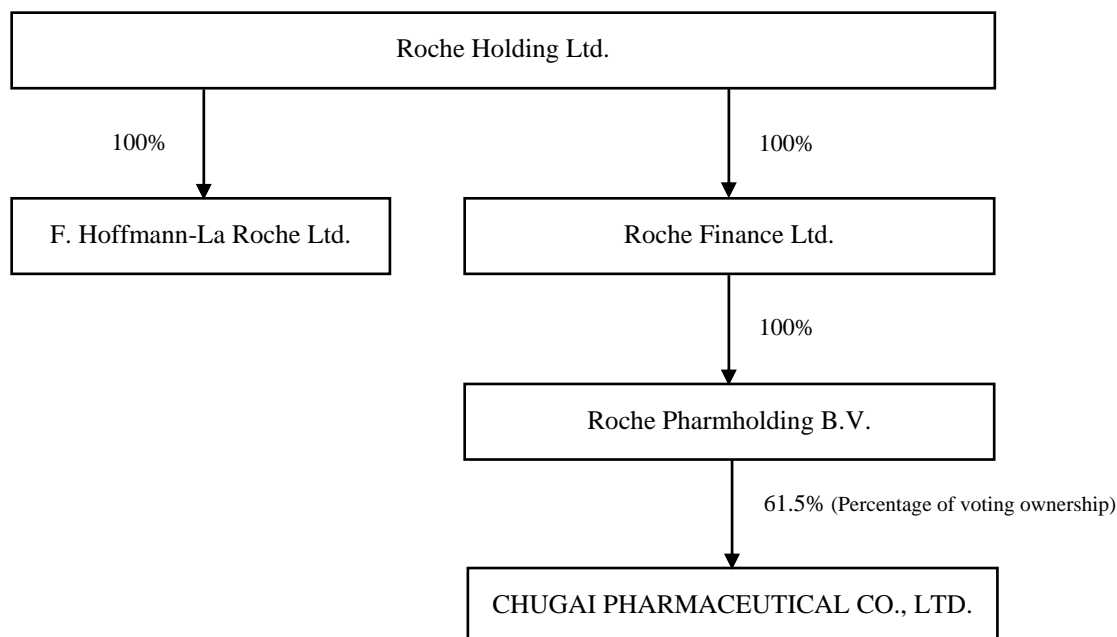 Roche Holding Ltd.
100%
100%
F. Hoffmann-La Roche Ltd.
Roche Finance Ltd.
100%
Roche Pharmholding B.V.
61.5% (Percentage of voting ownership)
CHUGAI PHARMACEUTICAL CO., LTD.